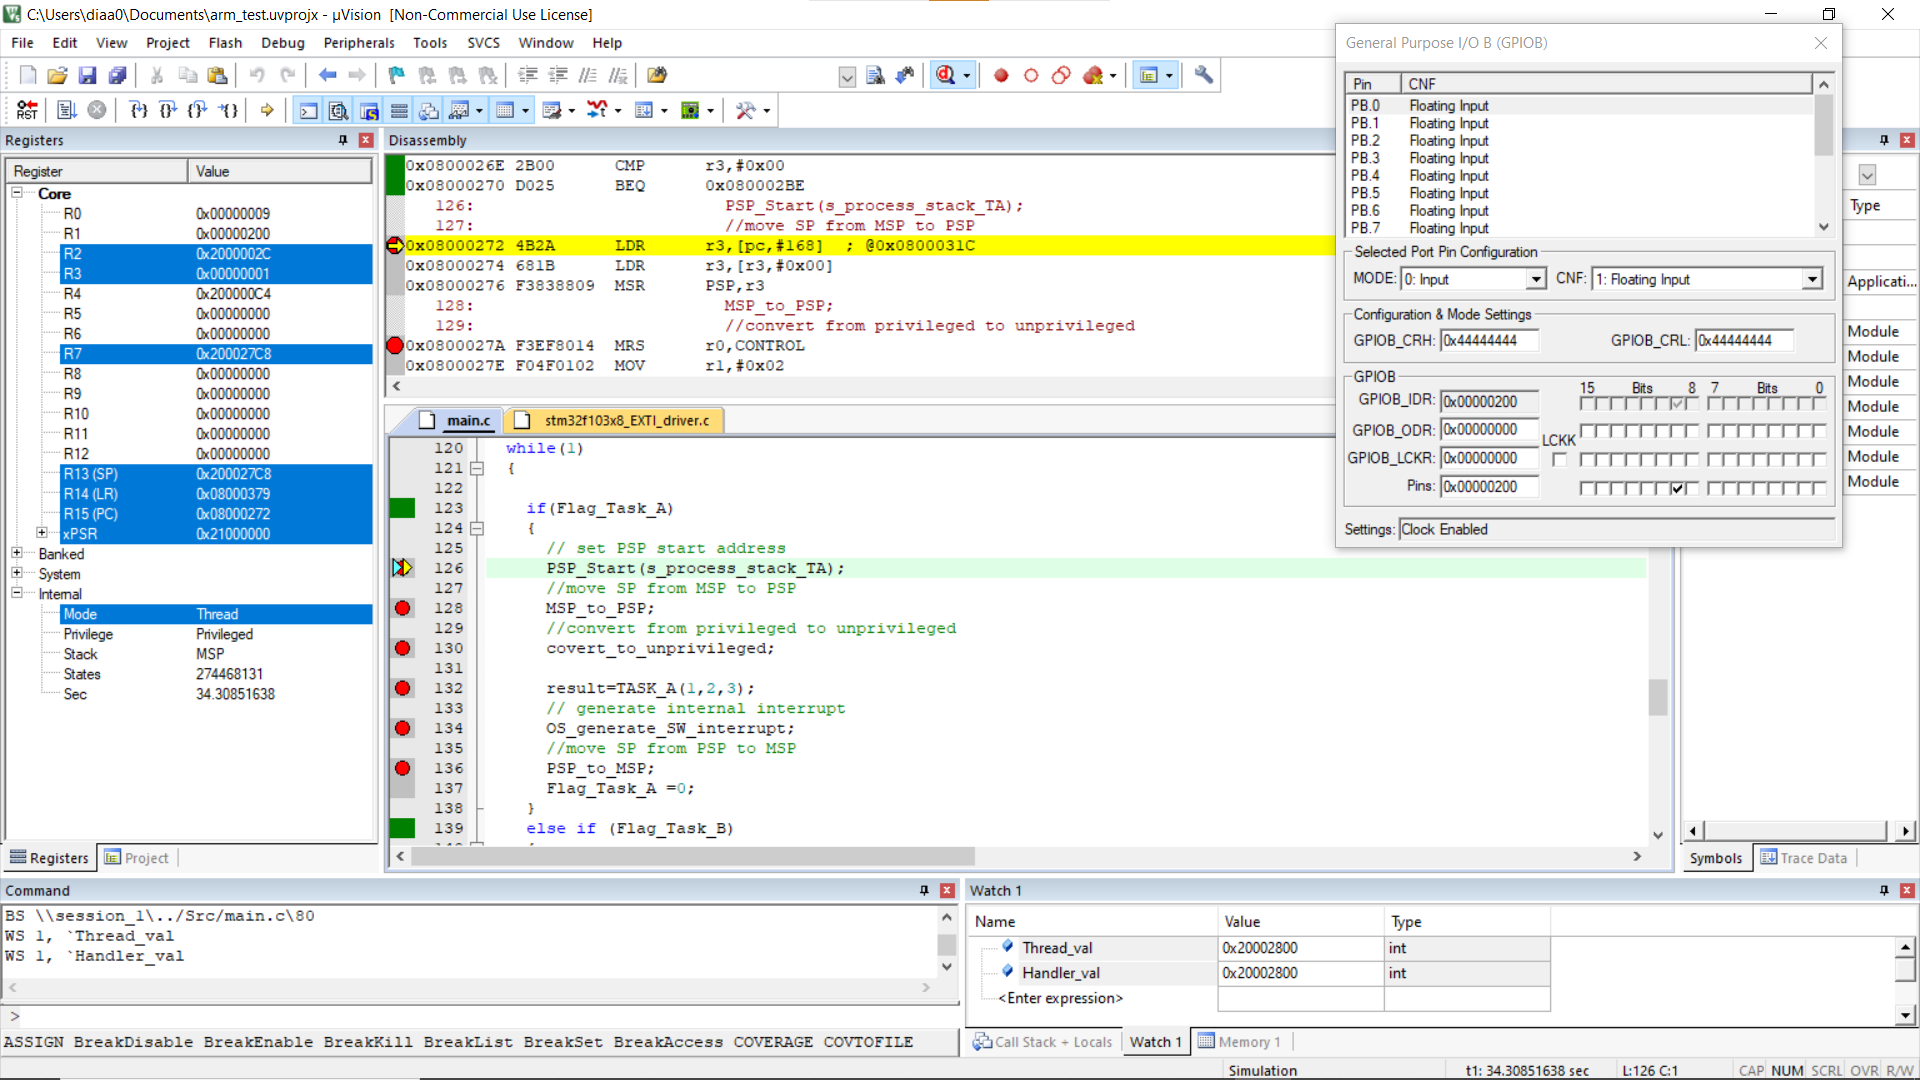 C:\Users\diaa0\Documents\arm_test.uvprojx - µVision [Non-Commercial Use License]
File Edit View Project Flash Debug Peripherals Tools SVCS Window Help
RST
Registers
Register Value
Core
R0 0x00000009
R1 0x00000200
R2 0x2000002C
R3 0x00000001
R4 0x200000C4
R5 0x00000000
R6 0x00000000
R7 0x200027C8
R8 0x00000000
R9 0x00000000
R10 0x00000000
R11 0x00000000
R12 0x00000000
R13 (SP) 0x200027C8
R14 (LR) 0x08000379
R15 (PC) 0x08000272
xPSR 0x21000000
Banked
System
Internal
Mode Thread
Privilege Privileged
Stack MSP
States 274468131
Sec 34.30851638
Registers Project
Disassembly
0x0800026E 2B00 CMP r3,#0x00
0x08000270 D025 BEQ 0x080002BE
126: PSP_Start(s_process_stack_TA);
127: //move SP from MSP to PSP
0x08000272 4B2A LDR r3,[pc,#168] ; @0x0800031C
0x08000274 681B LDR r3,[r3,#0x00]
0x08000276 F3838809 MSR PSP,r3
128: MSP_to_PSP;
129: //convert from privileged to unprivileged
0x0800027A F3EF8014 MRS r0,CONTROL
0x0800027E F04F0102 MOV r1,#0x02
main.c stm32f103x8_EXTI_driver.c
120 while(1)
121 {
122
123 if(Flag_Task_A)
124 {
125 // set PSP start address
126 PSP_Start(s_process_stack_TA);
127 //move SP from MSP to PSP
128 MSP_to_PSP;
129 //convert from privileged to unprivileged
130 covert_to_unprivileged;
131
132 result=TASK_A(1,2,3);
133 // generate internal interrupt
134 OS_generate_SW_interrupt;
135 //move SP from PSP to MSP
136 PSP_to_MSP;
137 Flag_Task_A =0;
138 }
139 else if (Flag_Task_B)
General Purpose I/O B (GPIOB)
Pin CNF
PB.0 Floating Input
PB.1 Floating Input
PB.2 Floating Input
PB.3 Floating Input
PB.4 Floating Input
PB.5 Floating Input
PB.6 Floating Input
PB.7 Floating Input
Selected Port Pin Configuration
MODE: 0: Input CNF: 1: Floating Input
Configuration & Mode Settings
GPIOB_CRH: 0x44444444 GPIOB_CRL: 0x44444444
GPIOB
15 Bits 8 7 Bits 0
GPIOB_IDR: 0x00000200
GPIOB_ODR: 0x00000000
LCKK
GPIOB_LCKR: 0x00000000
Pins: 0x00000200
Settings: Clock Enabled
Type
Applicati...
Module
Module
Module
Module
Module
Module
Module
Symbols Trace Data
Command
BS \\session_1\../Src/main.c\80
WS 1, `Thread_val
WS 1, `Handler_val
>
ASSIGN BreakDisable BreakEnable BreakKill BreakList BreakSet BreakAccess COVERAGE COVTOFILE
Watch 1
Name Value Type
Thread_val 0x20002800 int
Handler_val 0x20002800 int
<Enter expression>
Call Stack + Locals Watch 1 Memory 1
Simulation t1: 34.30851638 sec L:126 C:1 CAP NUM SCRL OVR R/W